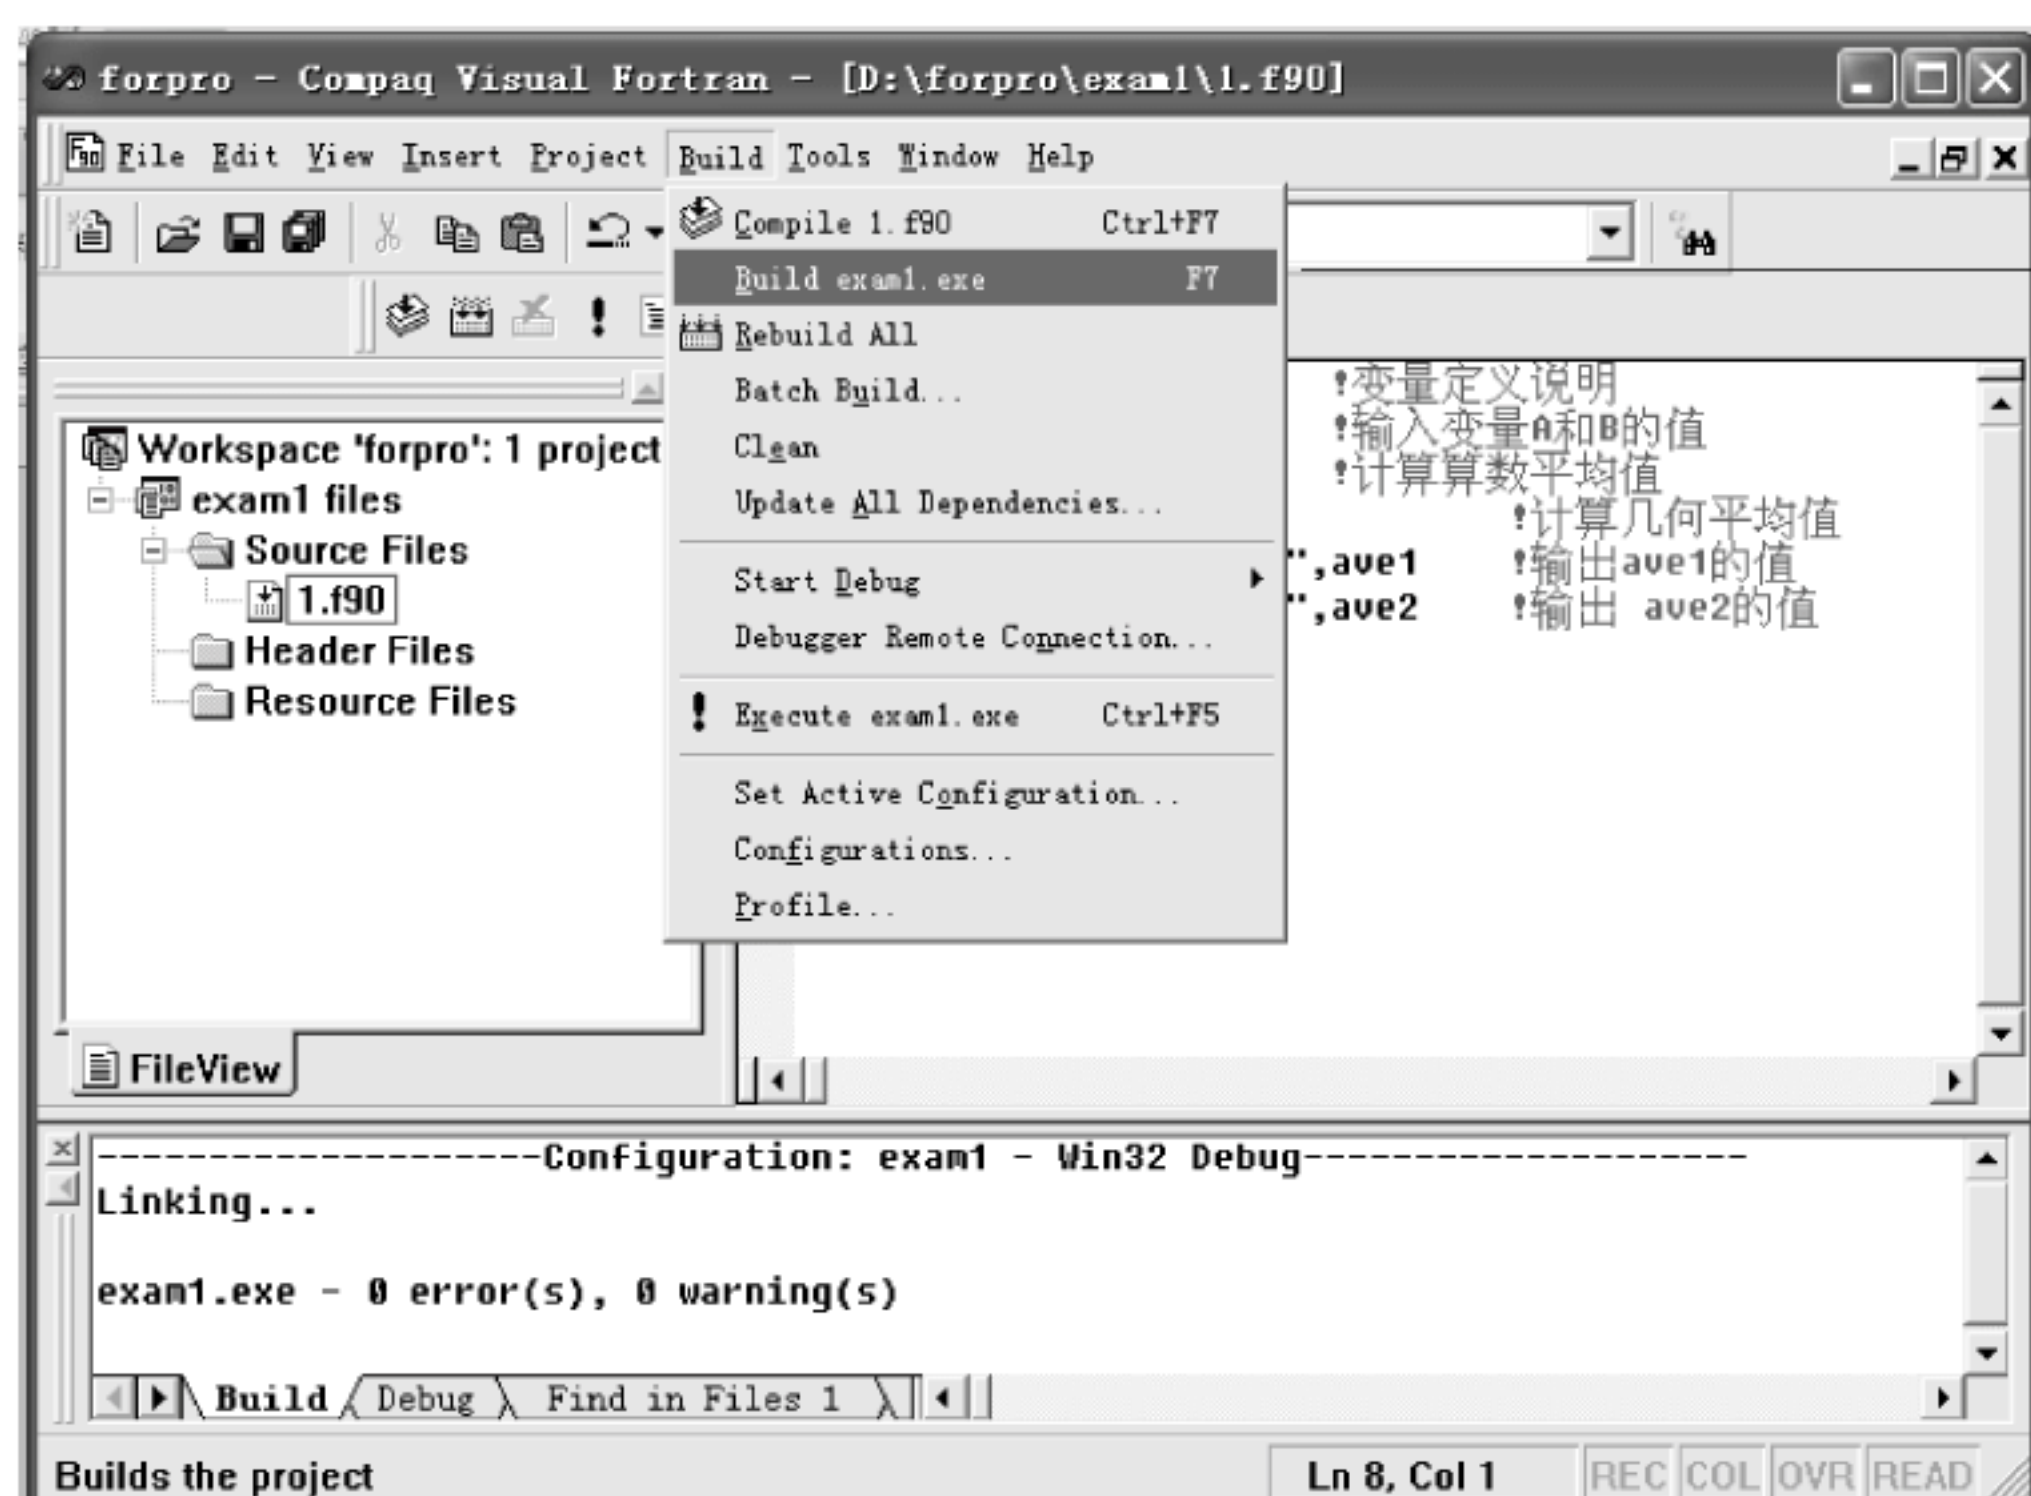 forpro - Compaq Visual Fortran - [D:\forpro\exam1\1.f90]
File Edit View Insert Project Build Tools Window Help
Compile 1.f90 Ctrl+F7
Build exam1.exe F7
Rebuild All
Batch Build...
Clean
Update All Dependencies...
Start Debug
Debugger Remote Connection...
Execute exam1.exe Ctrl+F5
Set Active Configuration...
Configurations...
Profile...
Workspace 'forpro': 1 project
exam1 files
Source Files
1.f90
Header Files
Resource Files
FileView
!变量定义说明
!输入变量A和B的值
!计算算数平均值
!计算几何平均值
",ave1 !输出ave1的值
",ave2 !输出 ave2的值
--------------------Configuration: exam1 - Win32 Debug--------------------
Linking...
exam1.exe - 0 error(s), 0 warning(s)
Build Debug Find in Files 1
Builds the project Ln 8, Col 1 REC COL OVR READ